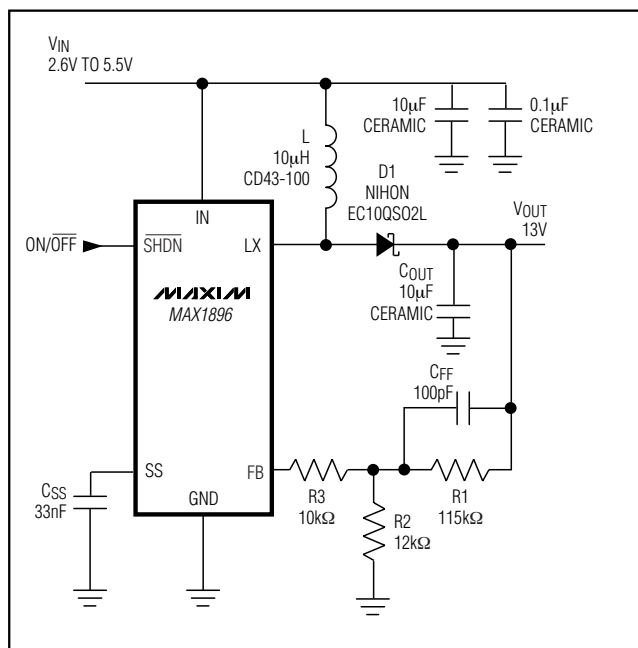 VIN
2.6V TO 5.5V
10µF
CERAMIC
0.1µF
CERAMIC
L
10µH
CD43-100
D1
NIHON
EC10QSO2L
VOUT
13V
IN
ON/OFF
SHDN
LX
MAXIM
MAX1896
COUT
10µF
CERAMIC
CFF
100pF
SS
FB
GND
CSS
33nF
R3
10kΩ
R2
12kΩ
R1
115kΩ